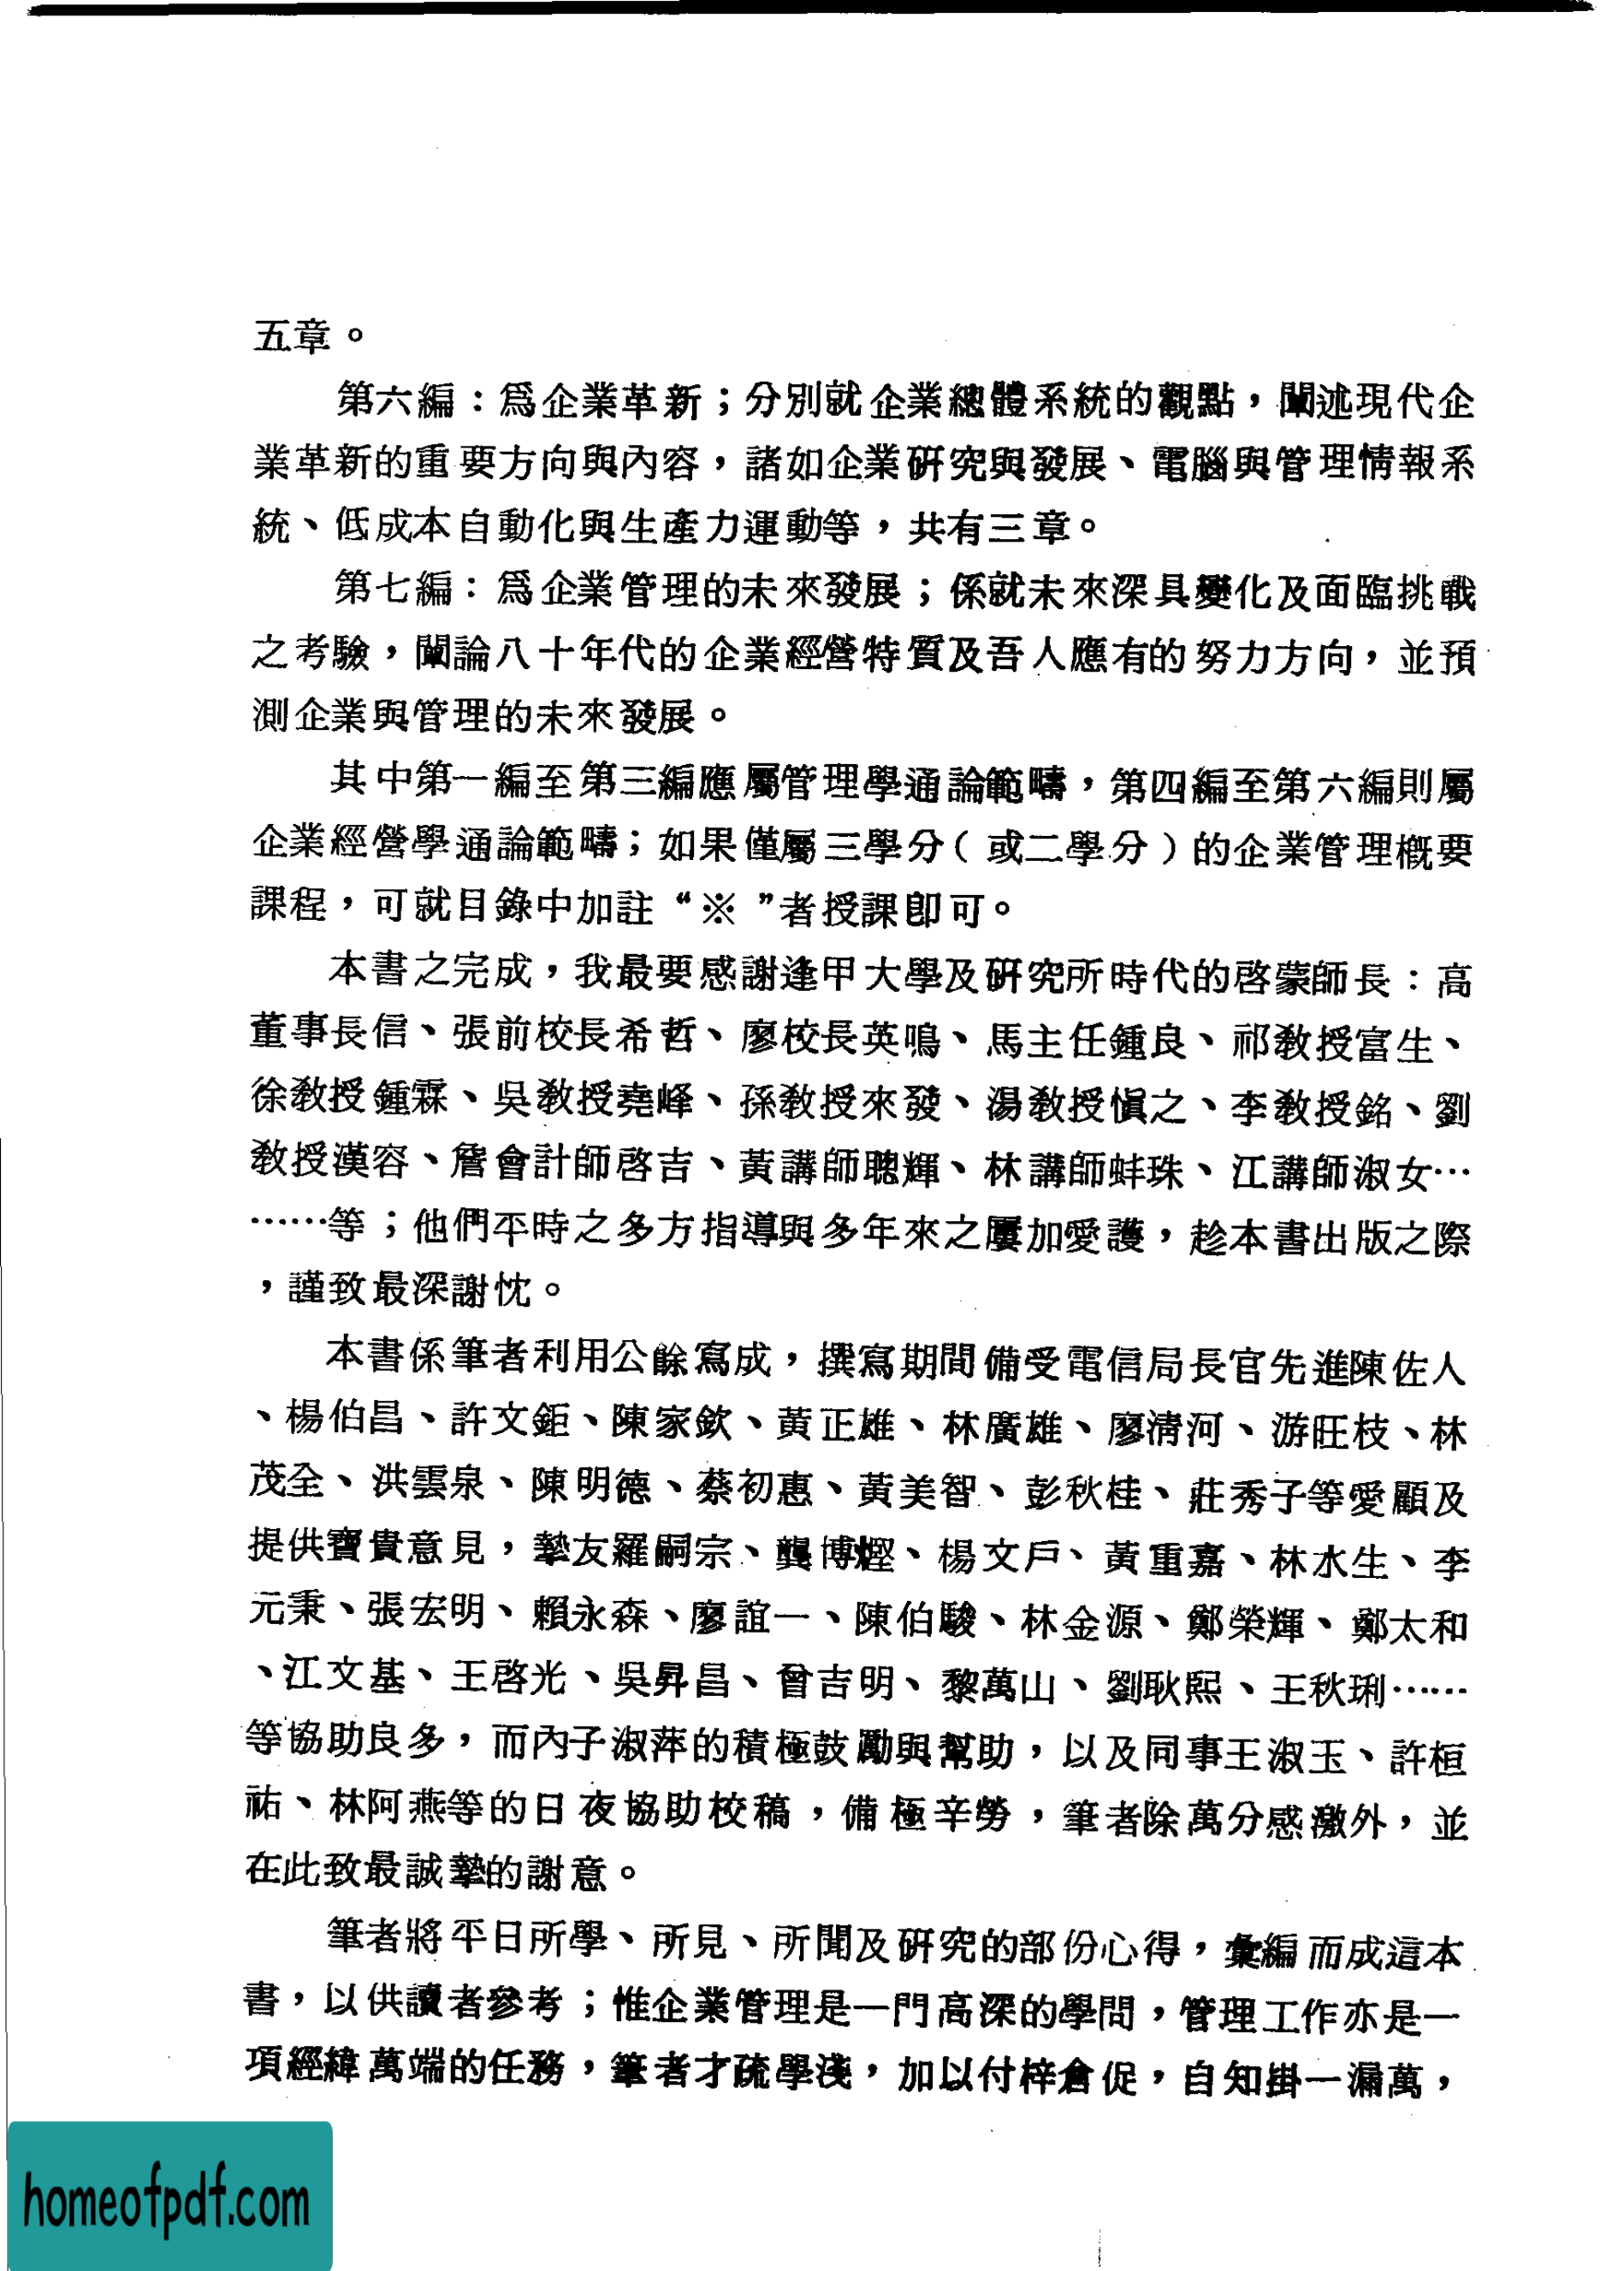 五章。
第六編：爲企業革新；分別就企業總體系統的觀點，闡述現代企
業革新的重要方向與內容，諸如企業硏究與發展、電腦與管理情報系
統、低成本自動化與生產力運動等，共有三章。
第七編：爲企業管理的未來發展；係就未來深具變化及面臨挑戰
之考驗，闡論八十年代的企業經營特質及吾人應有的努力方向，並預
測企業與管理的未來發展。
其中第一編至第三編應屬管理學通論範疇，第四編至第六編則屬
企業經營學通論範疇；如果僅屬三學分（或二學分）的企業管理概要
課程，可就目錄中加註“※”者授課卽可。
本書之完成，我最要感謝逢甲大學及硏究所時代的啓蒙師長：高
董事長信、張前校長希哲、廖校長英鳴、馬主任鍾良、祁敎授富生、
徐敎授鍾霖、吳敎授堯峰、孫敎授來發、湯敎授愼之、李敎授銘、劉
敎授漢容、詹會計師啓吉、黃講師聰輝、林講師蚌珠、江講師淑女…
……等；他們平時之多方指導與多年來之屢加愛護，趁本書出版之際
，謹致最深謝忱。
本書係筆者利用公餘寫成，撰寫期間備受電信局長官先進陳佐人
、楊伯昌、許文鉅、陳家欽、黃正雄、林廣雄、廖淸河、游旺枝、林
茂全、洪雲泉、陳明德、蔡初惠、黃美智、彭秋桂、莊秀子等愛顧及
提供寶貴意見，摯友羅嗣宗、龔博、楊文戶、黃重嘉、林水生、李
元秉、張宏明、賴永森、廖誼一、陳伯駿、林金源、鄭榮輝、鄭太和
、江文基、王啓光、吳昇昌、曾吉明、黎萬山、劉耿熙、王秋琍……
等協助良多，而內子淑萍的積極鼓勵與幫助，以及同事王淑玉、許桓
祐、林阿燕等的日夜協助校稿，備極辛勞，筆者除萬分感激外，並
在此致最誠摯的謝意。
筆者將平日所學、所見、所聞及硏究的部份心得，彙編而成這本
書，以供讀者參考；惟企業管理是一門高深的學問，管理工作亦是一
項經緯萬端的任務，筆者才疏學淺，加以付梓倉促，自知掛一漏萬，
homeofpdf.com